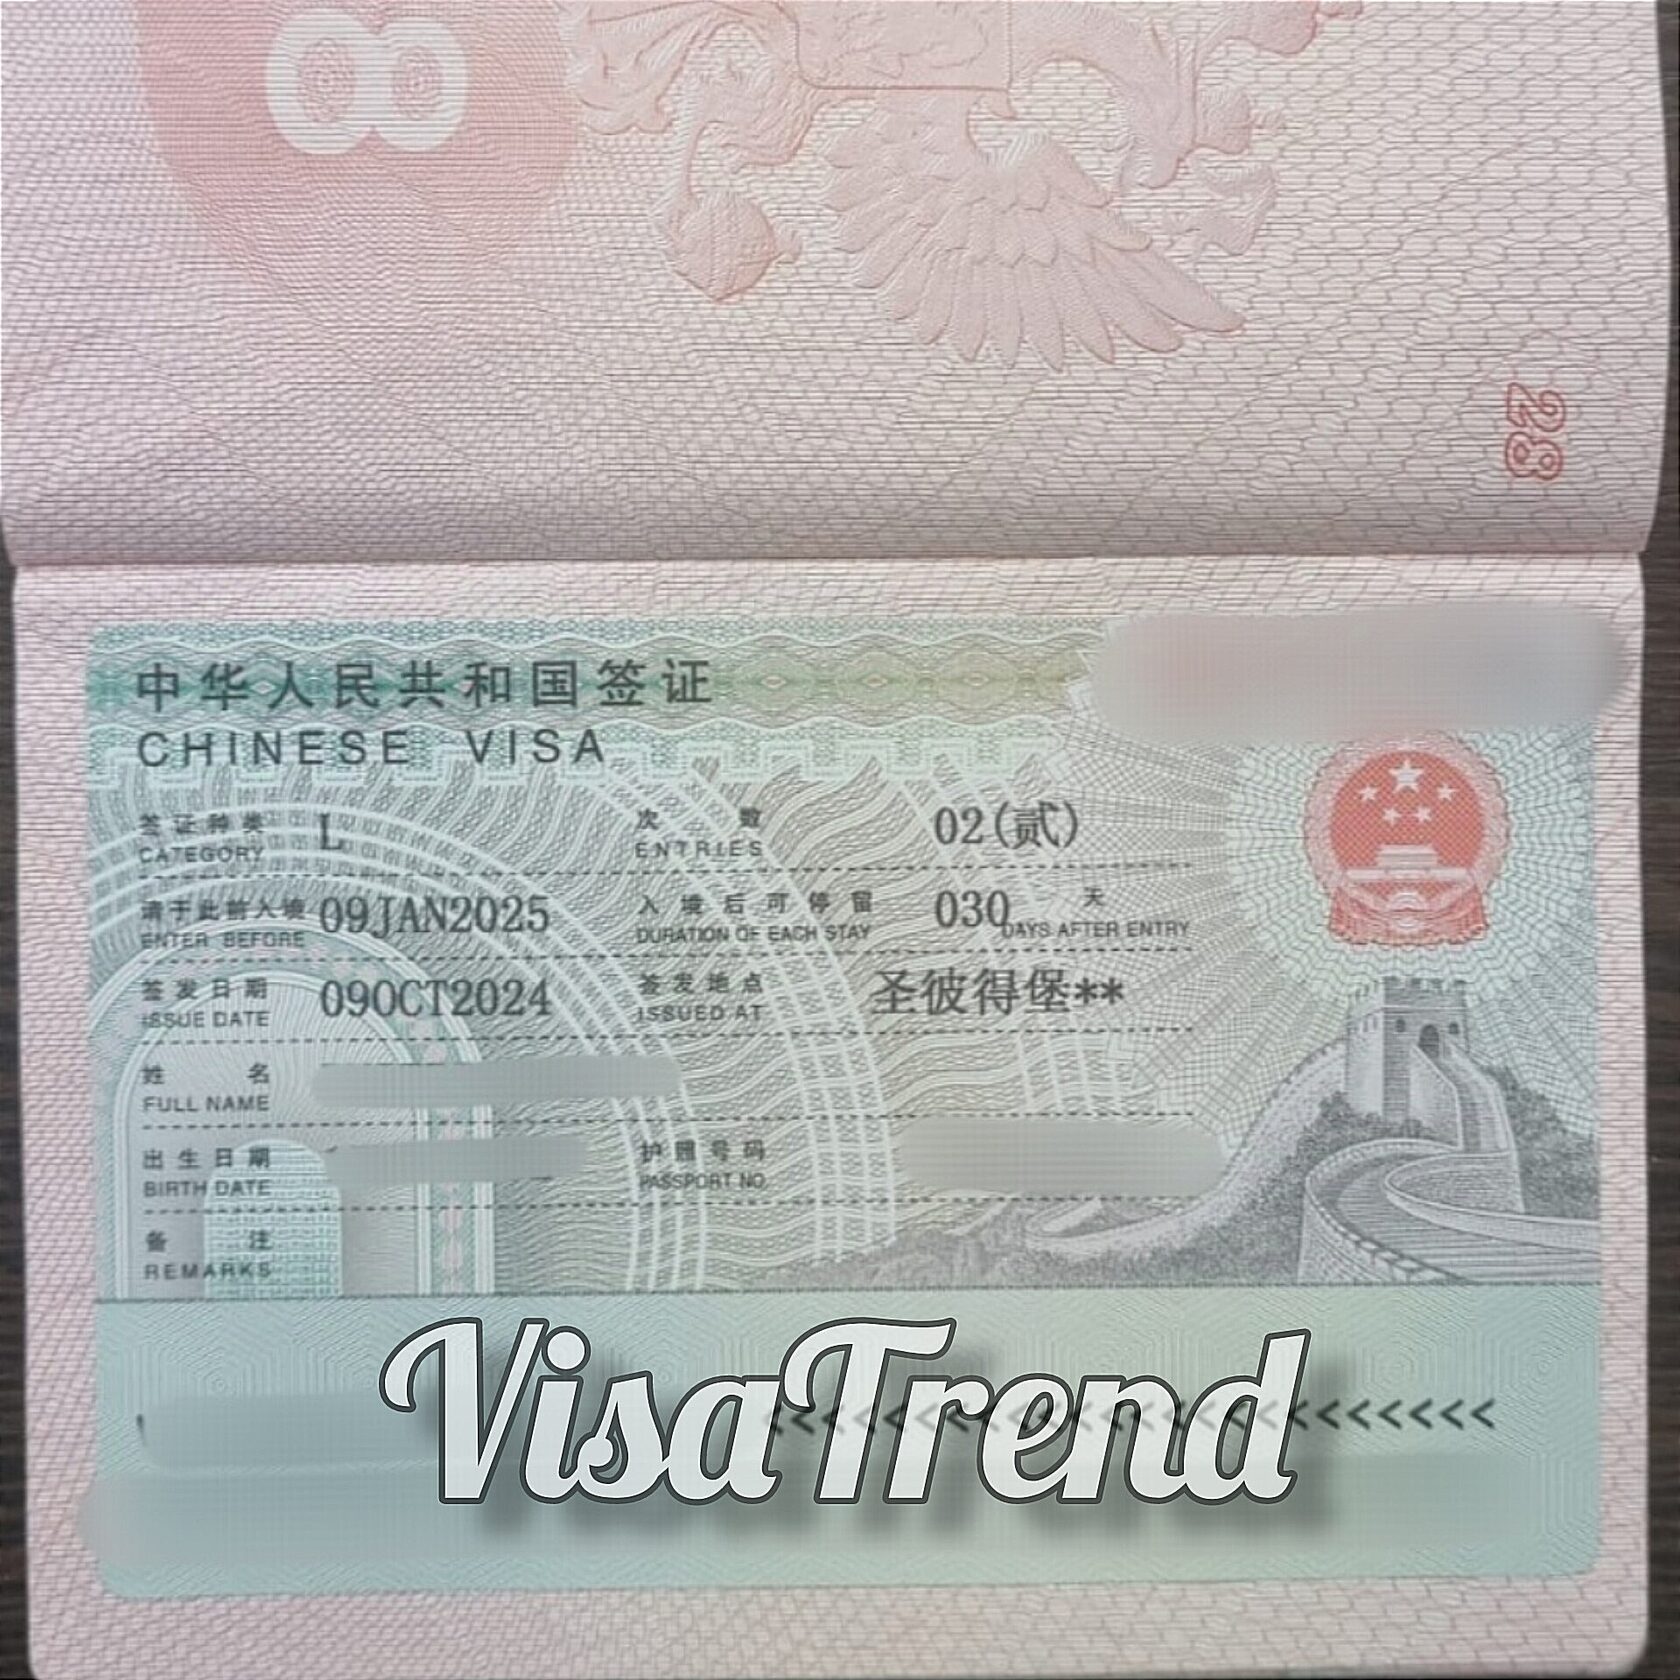 8
28
中华人民共和国签证
CHINESE VISA
签证种类 L 次数 02(贰)
CATEGORY ENTRIES
请于此前入境 09JAN2025 入境后可停留 030 天
ENTER BEFORE DURATION OF EACH STAY DAYS AFTER ENTRY
签发日期 09OCT2024 签发地点 圣彼得堡**
ISSUE DATE ISSUED AT
姓名
FULL NAME
出生日期 护照号码
BIRTH DATE PASSPORT NO.
备注
REMARKS
<<<<<<<<<<<<<<<<<<
VisaTrend